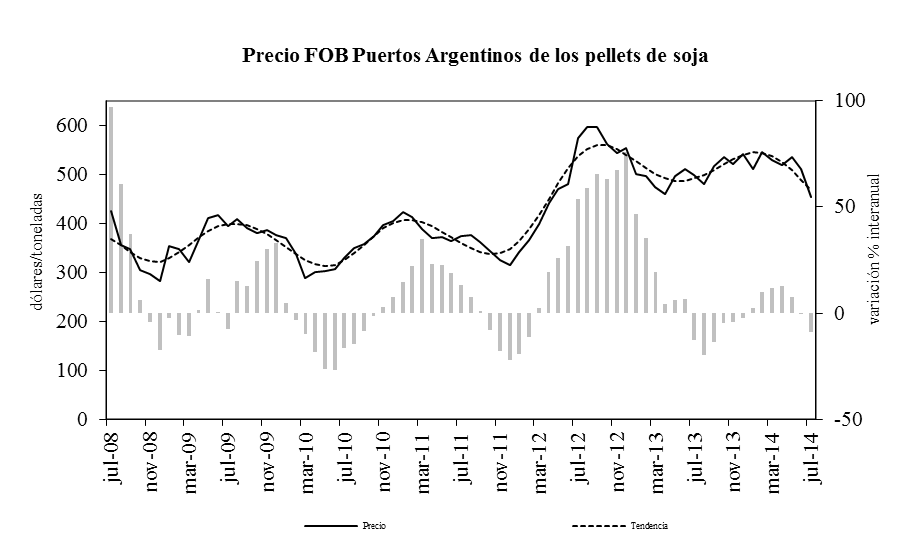 Precio FOB Puertos Argentinos de los pellets de soja
dólares/toneladas
600
500
400
300
200
100
0
100
50
0
-50
variación % interanual
jul-08
nov-08
mar-09
jul-09
nov-09
mar-10
jul-10
nov-10
mar-11
jul-11
nov-11
mar-12
jul-12
nov-12
mar-13
jul-13
nov-13
mar-14
jul-14
Precio
Tendencia